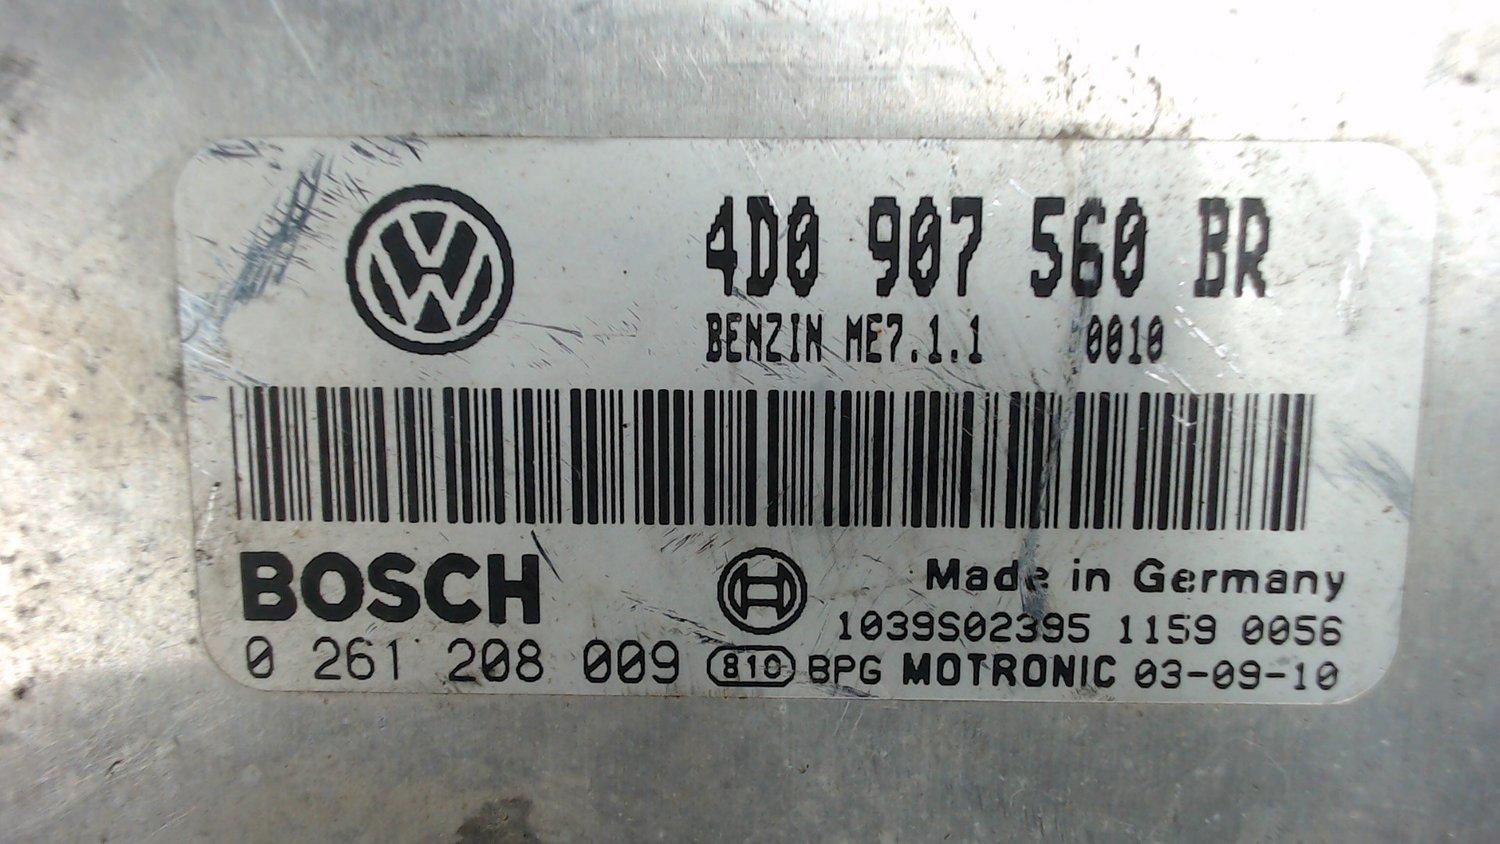 4D0 907 560 BR
BENZIN ME7.1.1 0010
BOSCH
Made in Germany
1039S02395 1159 0056
0 261 208 009 810 BPG MOTRONIC 03-09-10